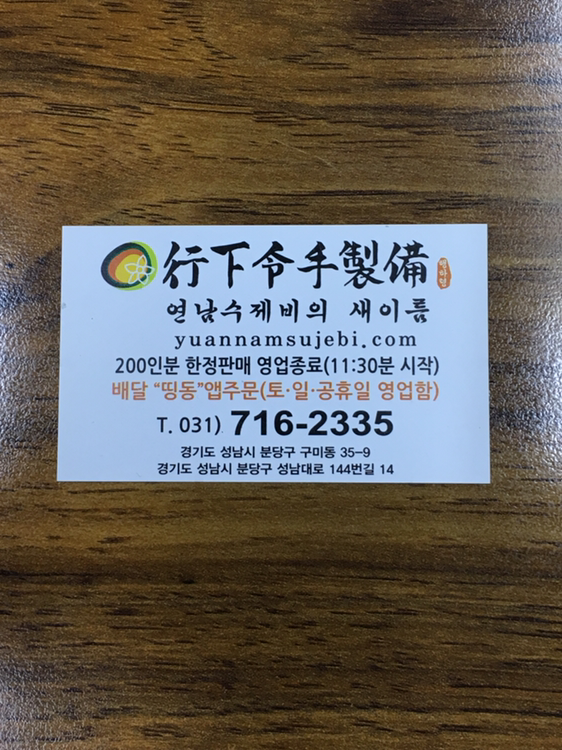 行下令手製備 행하령
연남수제비의 새이름
yuannamsujebi.com
200인분 한정판매 영업종료(11:30분 시작)
배달 "띵동"앱주문(토·일·공휴일 영업함)
T. 031) 716-2335
경기도 성남시 분당구 구미동 35-9
경기도 성남시 분당구 성남대로 144번길 14